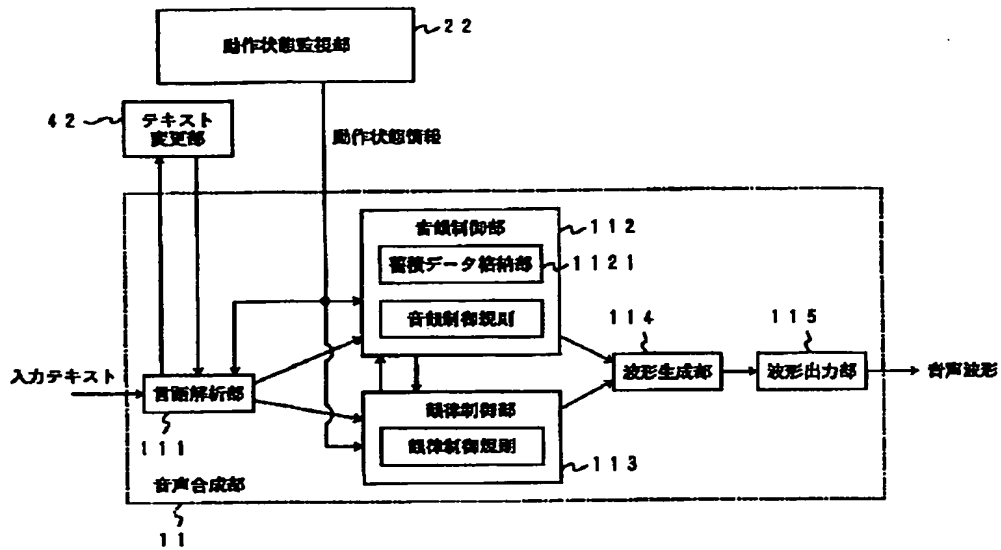 22
動作状態監視部
42
テキスト
変更部
動作状態情報
音韻制御部
112
蓄積データ格納部
1121
音韻制御規則
114
115
入力テキスト
言語解析部
波形生成部
波形出力部
音声波形
韻律制御部
111
韻律制御規則
113
音声合成部
11